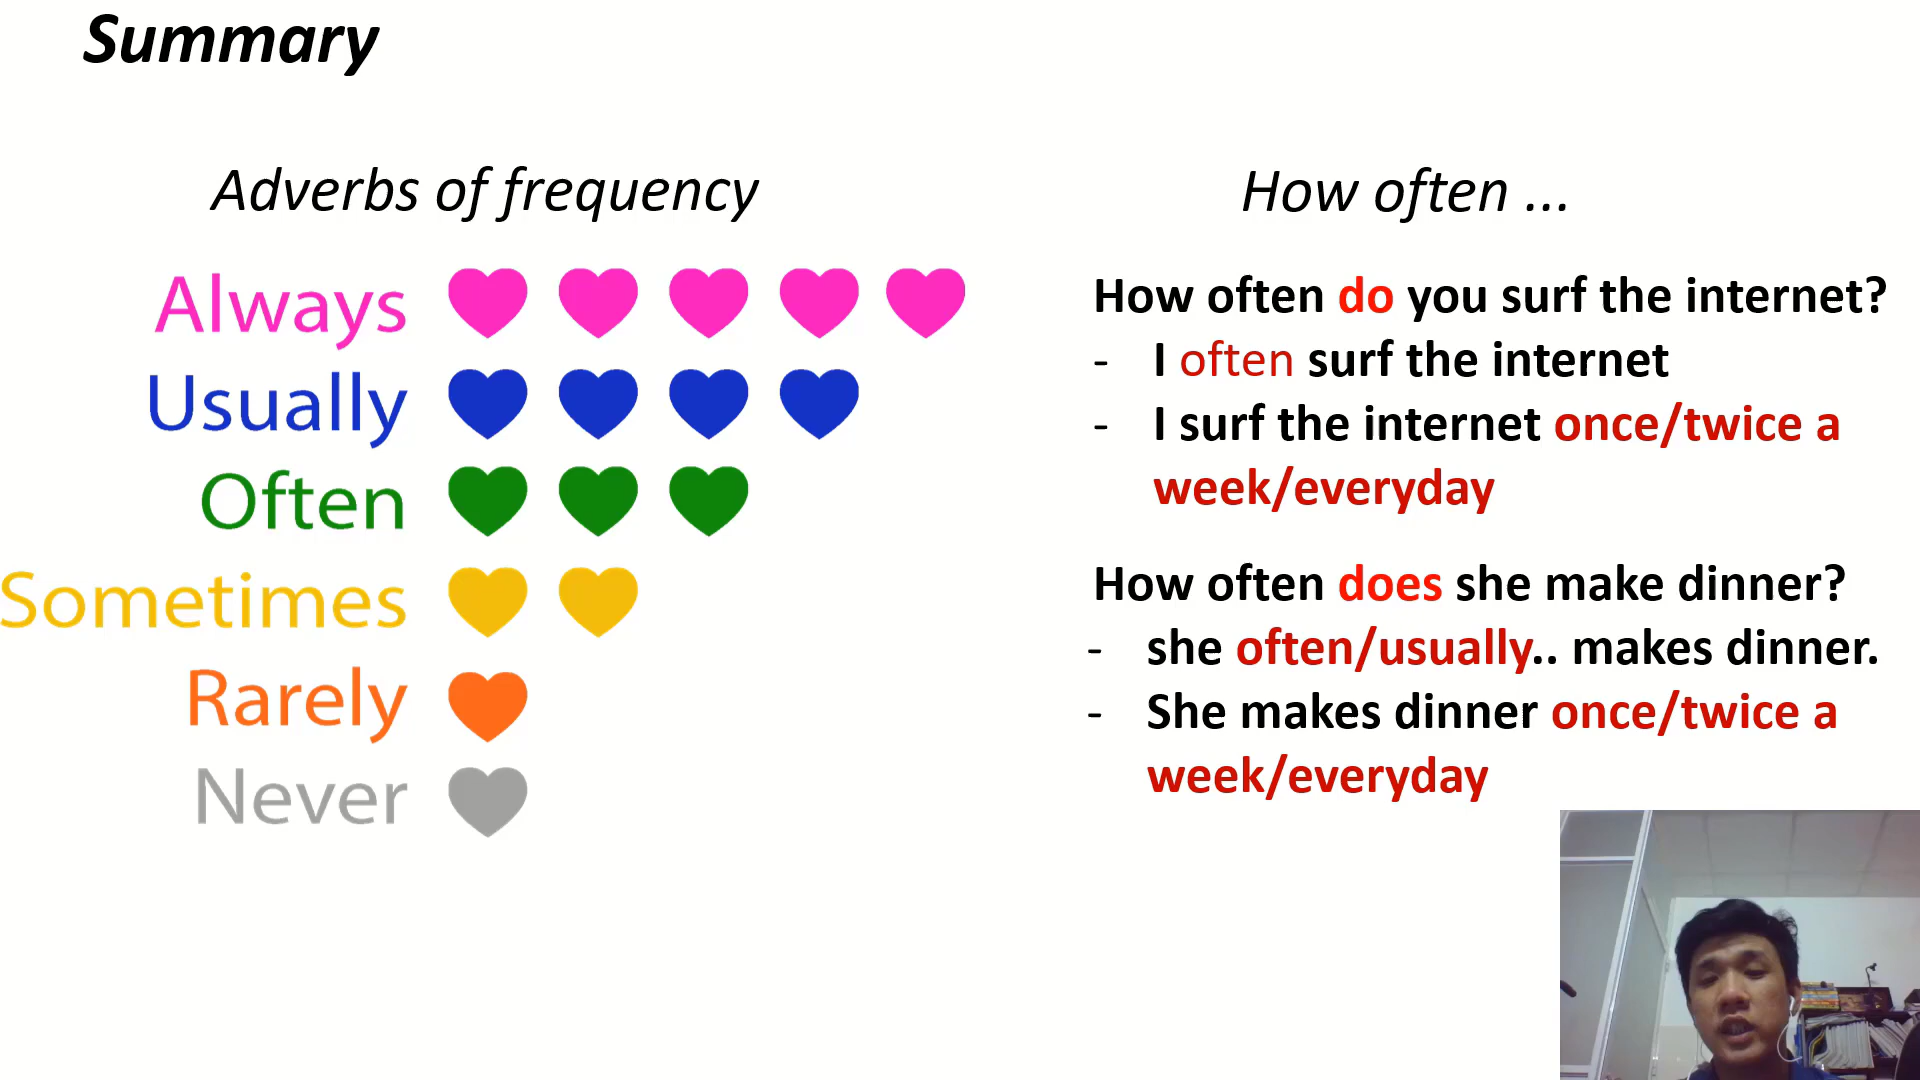 Summary
Adverbs of frequency
Always
Usually
Often
Sometimes
Rarely
Never
How often ...
How often do you surf the internet?
- I often surf the internet
- I surf the internet once/twice a
week/everyday
How often does she make dinner?
- she often/usually.. makes dinner.
- She makes dinner once/twice a
week/everyday